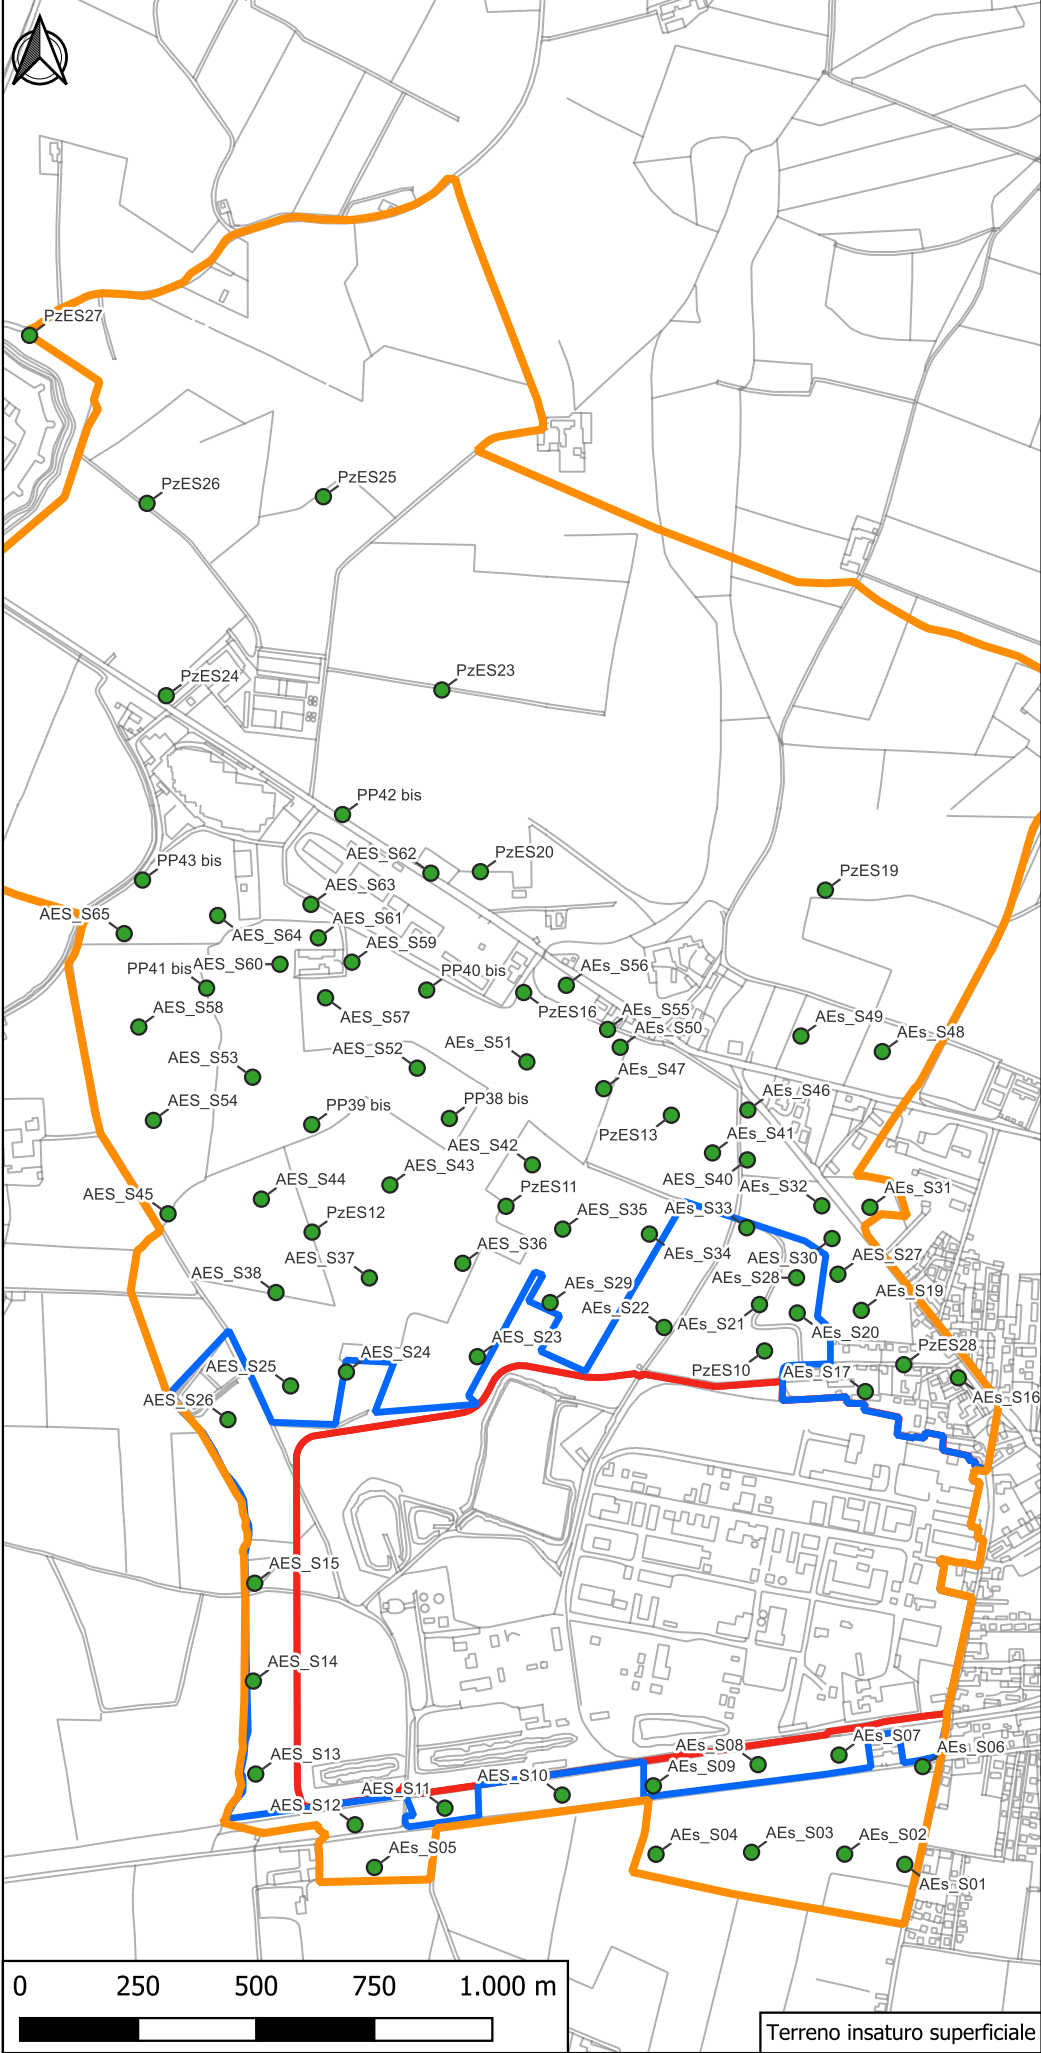 PzES27
PzES25
PzES26
PzES23
PzES24
PP42 bis
AES_S62
PzES20
PP43 bis
AES_S63
PzES19
AES_S65
AES_S61
AES_S64
AES_S59
AES_S60
PP41 bis
PP40 bis
AEs_S56
AES_S58
AES_S57
PzES16
AEs_S55
AEs_S50
AEs_S49
AEs_S48
AES_S53
AES_S52
AEs_S51
AEs_S47
AES_S54
PP39 bis
PP38 bis
AEs_S46
PzES13
AEs_S41
AES_S42
AES_S43
AES_S40
AES_S45
AES_S44
PzES11
AEs_S32
AEs_S31
PzES12
AES_S35
AEs_S33
AES_S36
AEs_S34
AES_S30
AES_S27
AES_S37
AES_S38
AEs_S29
AEs_S28
AEs_S22
AEs_S19
AEs_S21
AEs_S20
AES_S23
AES_S24
PzES28
AES_S25
PzES10
AES_S17
AES_S26
AEs_S16
AES_S15
AES_S14
AES_S13
AEs_S07
AEs_S08
AEs_S06
AEs_S09
AES_S10
AES_S11
AES_S12
AEs_S05
AEs_S04
AEs_S03
AEs_S02
AEs_S01
0 250 500 750 1.000 m
Terreno insaturo superficiale